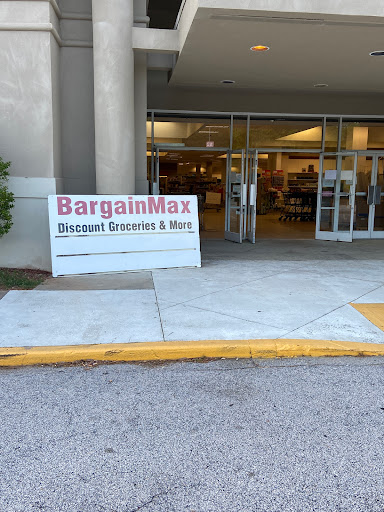 BargainMax
Discount Groceries & More